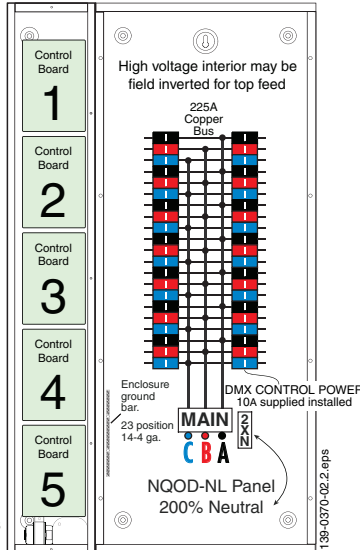 Control
Board
1
Control
Board
2
Control
Board
3
Control
Board
4
Control
Board
5
High voltage interior may be
field inverted for top feed
225A
Copper
Bus
Enclosure
ground
bar.
23 position
14-4 ga.
DMX CONTROL POWER
10A supplied installed
MAIN
2XN
C B A
NQOD-NL Panel
200% Neutral
139-0370-02.2.eps